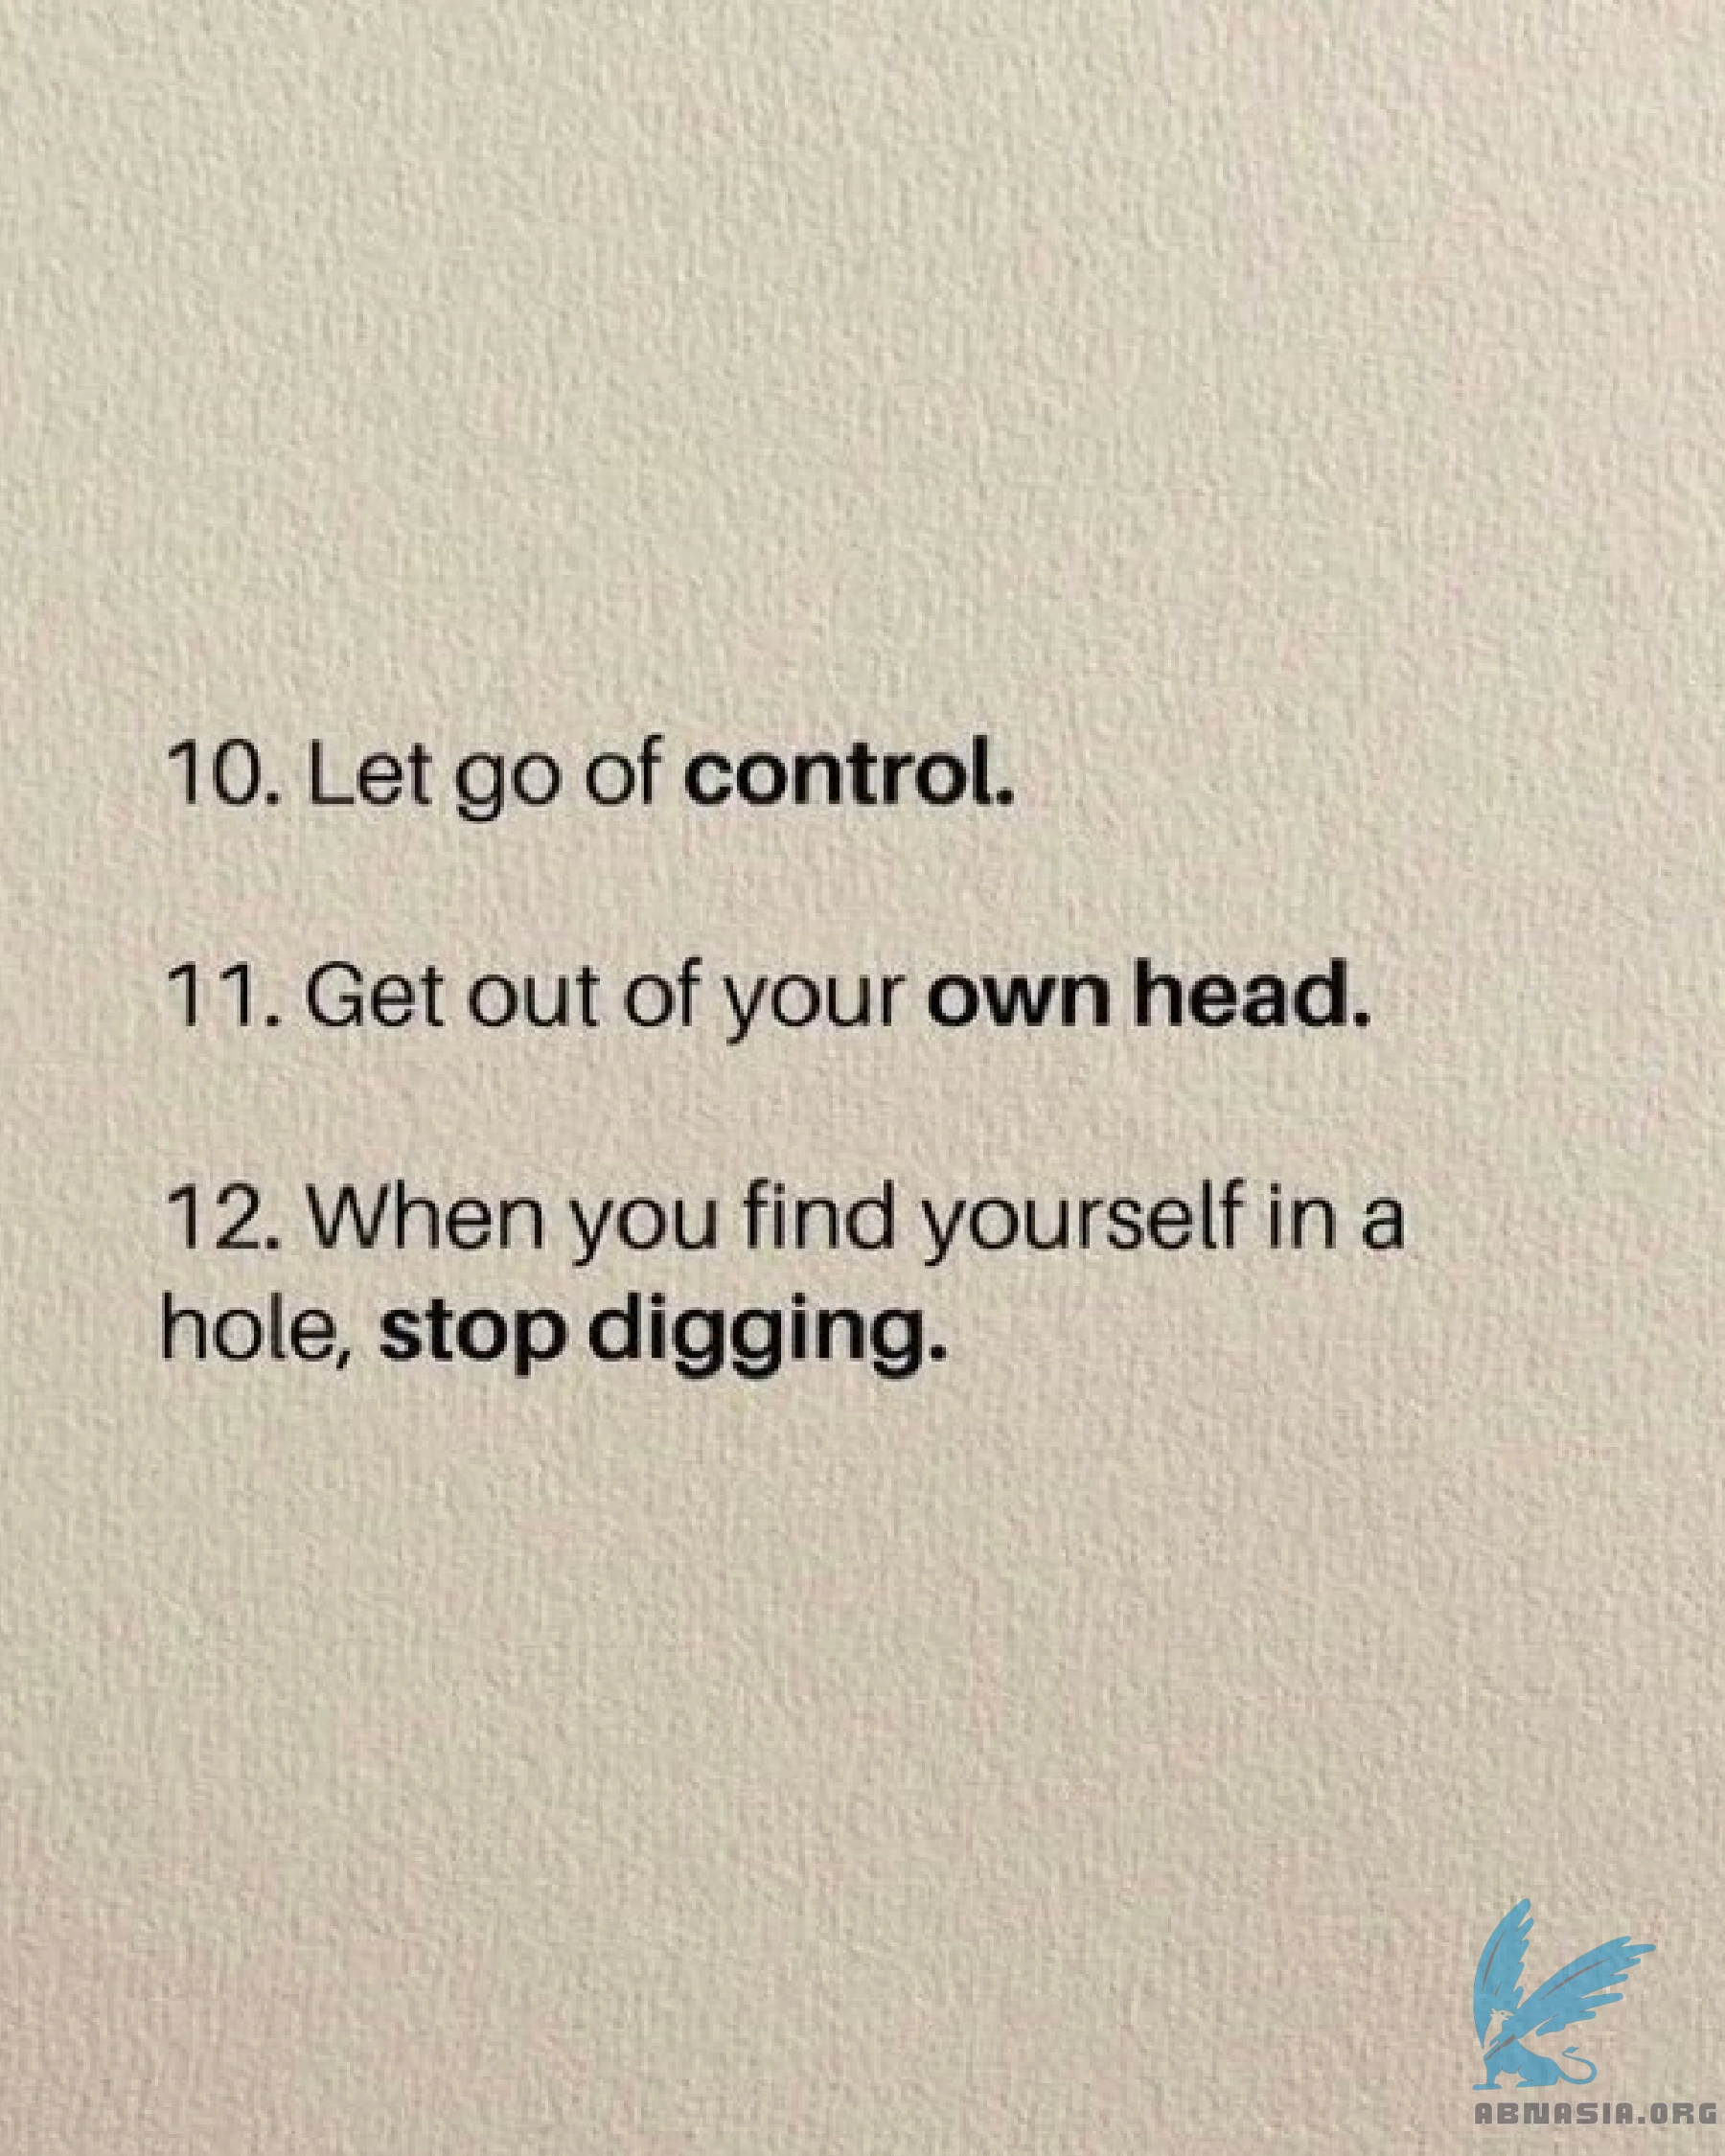 10. Let go of control.
11. Get out of your own head.
12. When you find yourself in a
hole, stop digging.
ABNASIA.ORG